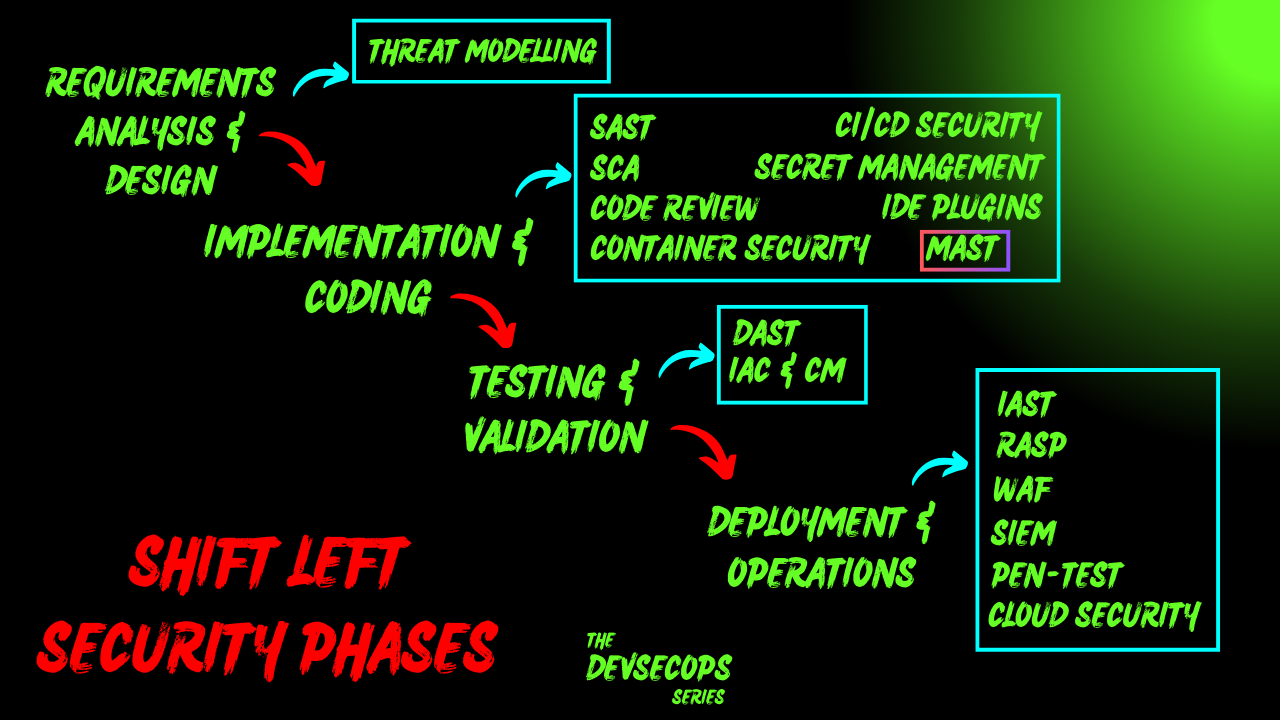 THREAT MODELLING
REQUIREMENTS
ANALYSIS &
DESIGN
SAST
CI/CD SECURITY
SCA
SECRET MANAGEMENT
CODE REVIEW
IDE PLUGINS
CONTAINER SECURITY
MAST
IMPLEMENTATION &
CODING
DAST
IAC & CM
TESTING &
VALIDATION
IAST
RASP
WAF
SIEM
PEN-TEST
CLOUD SECURITY
DEPLOYMENT &
OPERATIONS
SHIFT LEFT
SECURITY PHASES
THE
DEVSECOPS
SERIES